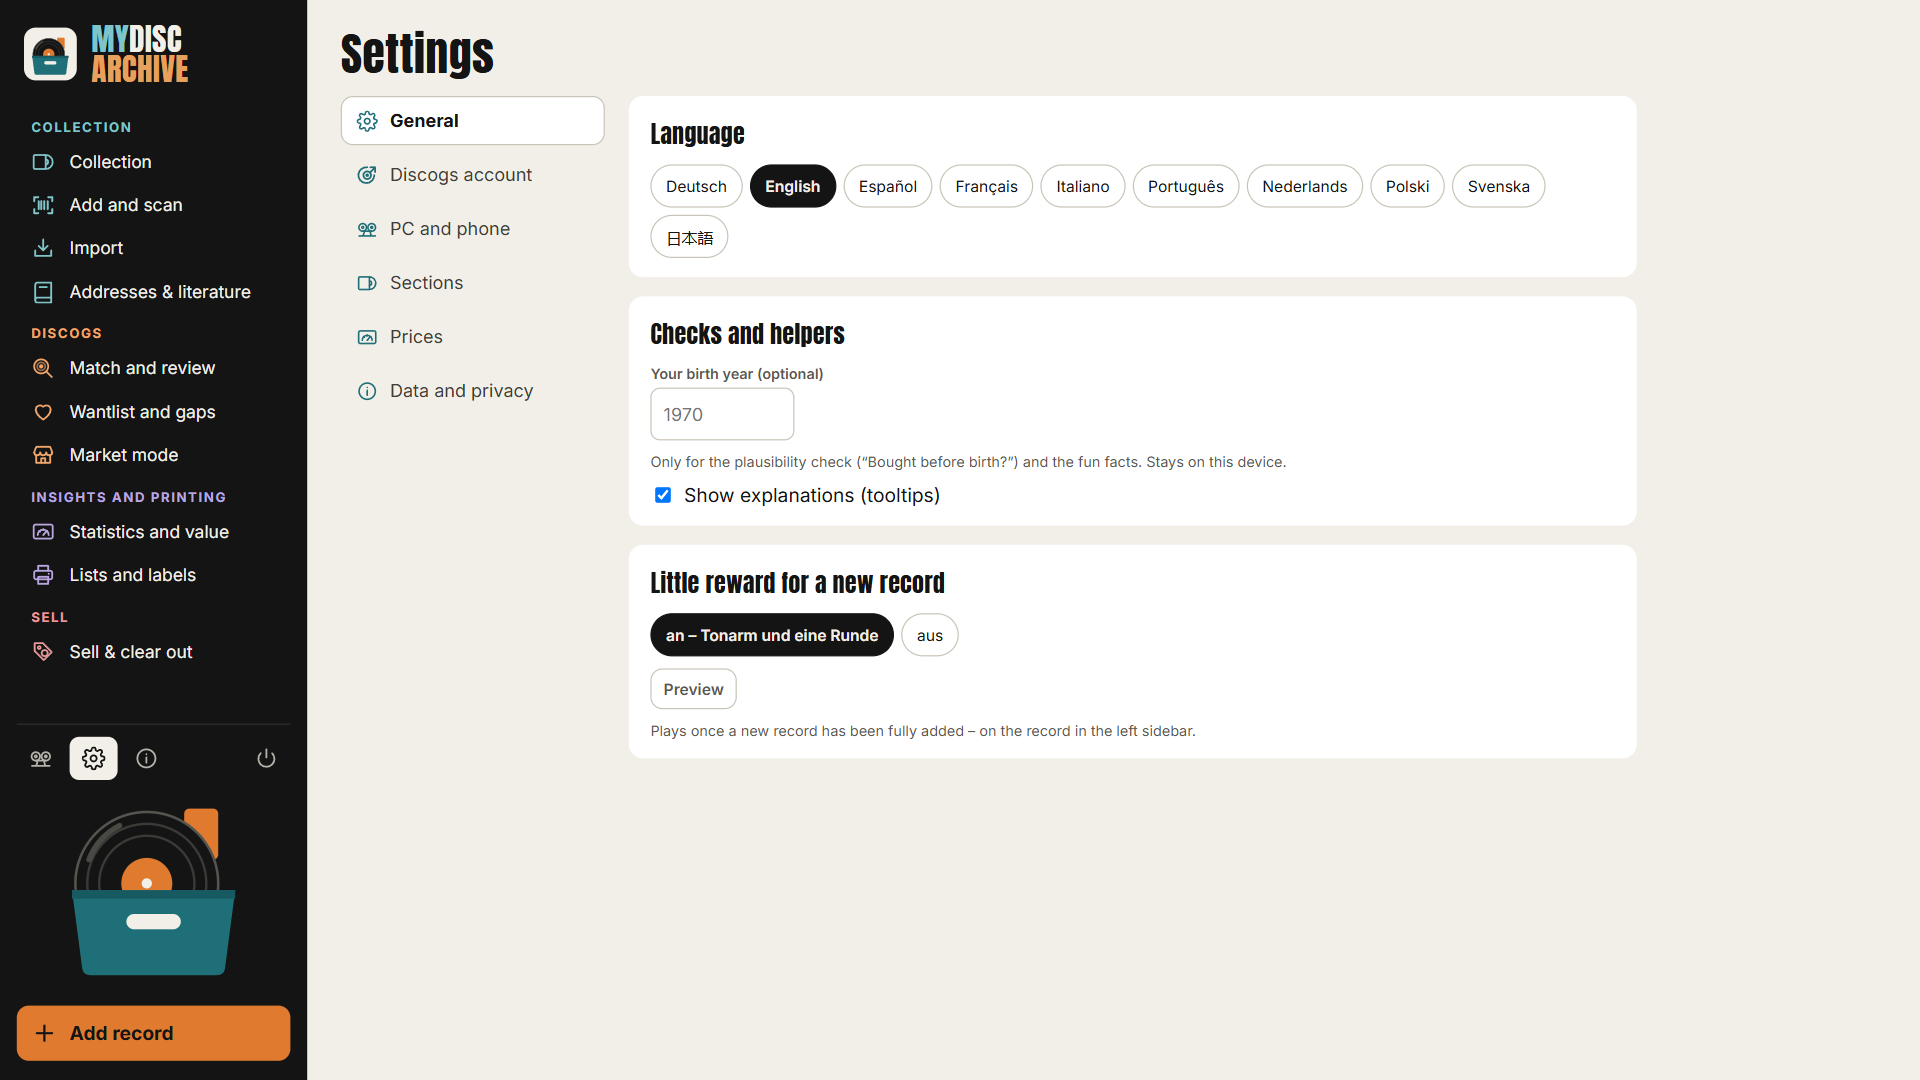 MYDISC
ARCHIVE
COLLECTION
Collection
Add and scan
Import
Addresses & literature
DISCOGS
Match and review
Wantlist and gaps
Market mode
INSIGHTS AND PRINTING
Statistics and value
Lists and labels
SELL
Sell & clear out
Add record
Settings
General
Discogs account
PC and phone
Sections
Prices
Data and privacy
Language
Deutsch English Español Français Italiano Português Nederlands Polski Svenska
日本語
Checks and helpers
Your birth year (optional)
1970
Only for the plausibility check (“Bought before birth?”) and the fun facts. Stays on this device.
Show explanations (tooltips)
Little reward for a new record
an – Tonarm und eine Runde aus
Preview
Plays once a new record has been fully added – on the record in the left sidebar.